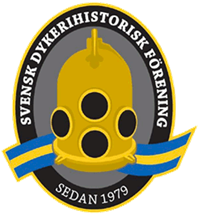 SVENSK DYKERIHISTORISK FÖRENING
SEDAN 1979